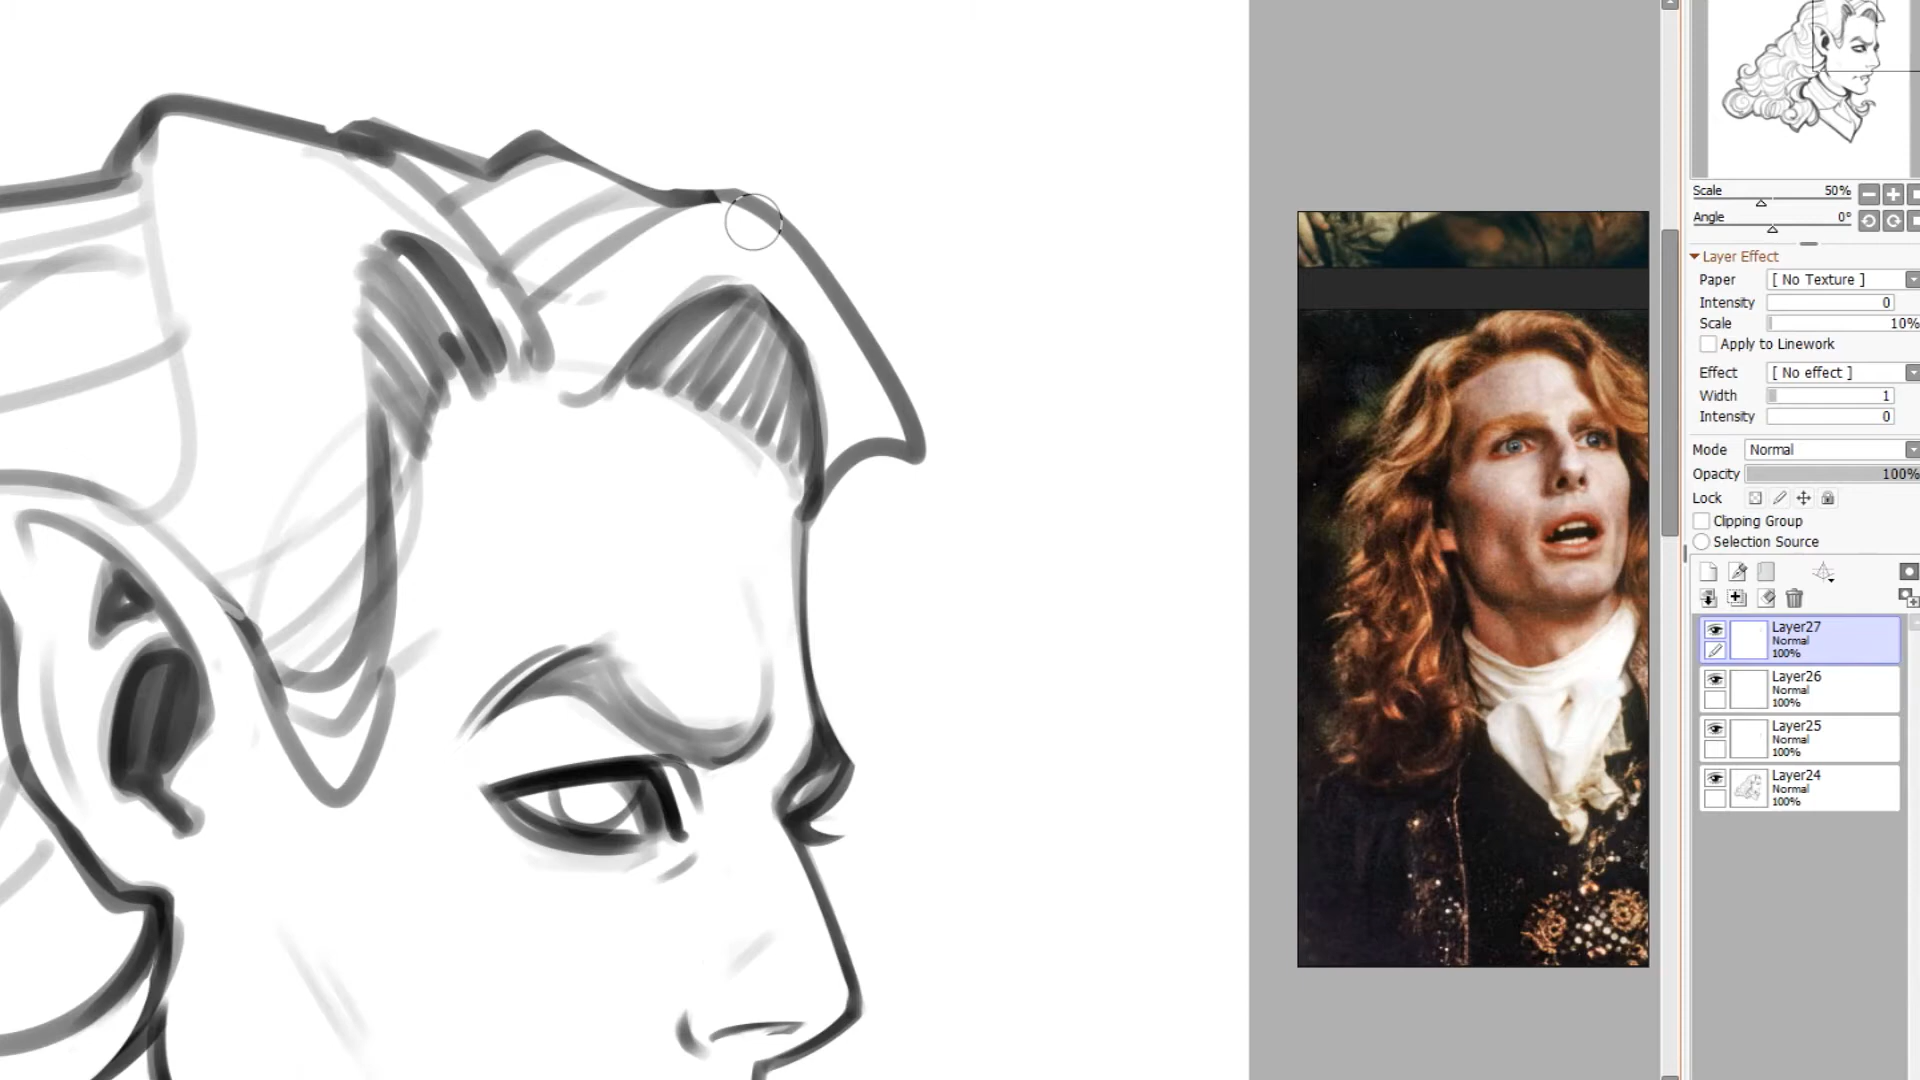 Scale 50%
Angle 0°
Layer Effect
Paper [ No Texture ]
Intensity 0
Scale 10%
Apply to Linework
Effect [ No effect ]
Width 1
Intensity 0
Mode Normal
Opacity 100%
Lock
Clipping Group
Selection Source
Layer27
Normal
100%
Layer26
Normal
100%
Layer25
Normal
100%
Layer24
Normal
100%